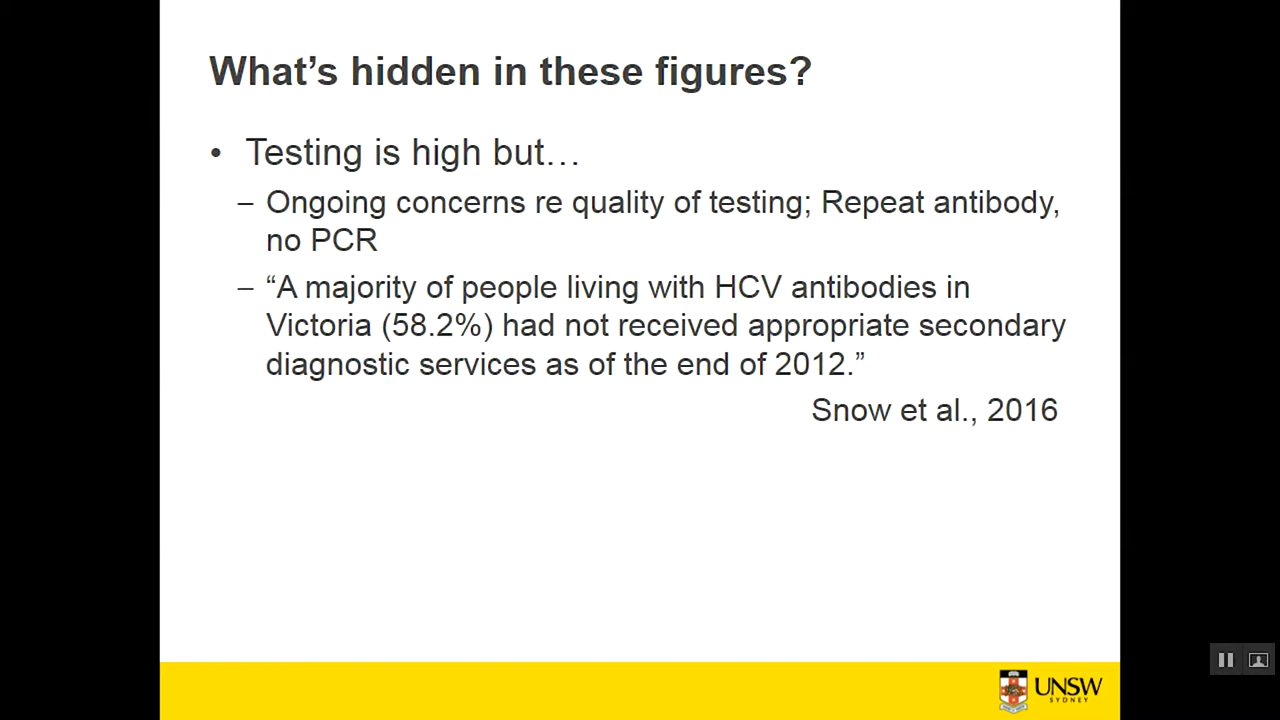 What’s hidden in these figures?
• Testing is high but…
– Ongoing concerns re quality of testing; Repeat antibody,
no PCR
– “A majority of people living with HCV antibodies in
Victoria (58.2%) had not received appropriate secondary
diagnostic services as of the end of 2012.”
Snow et al., 2016
UNSW
SYDNEY